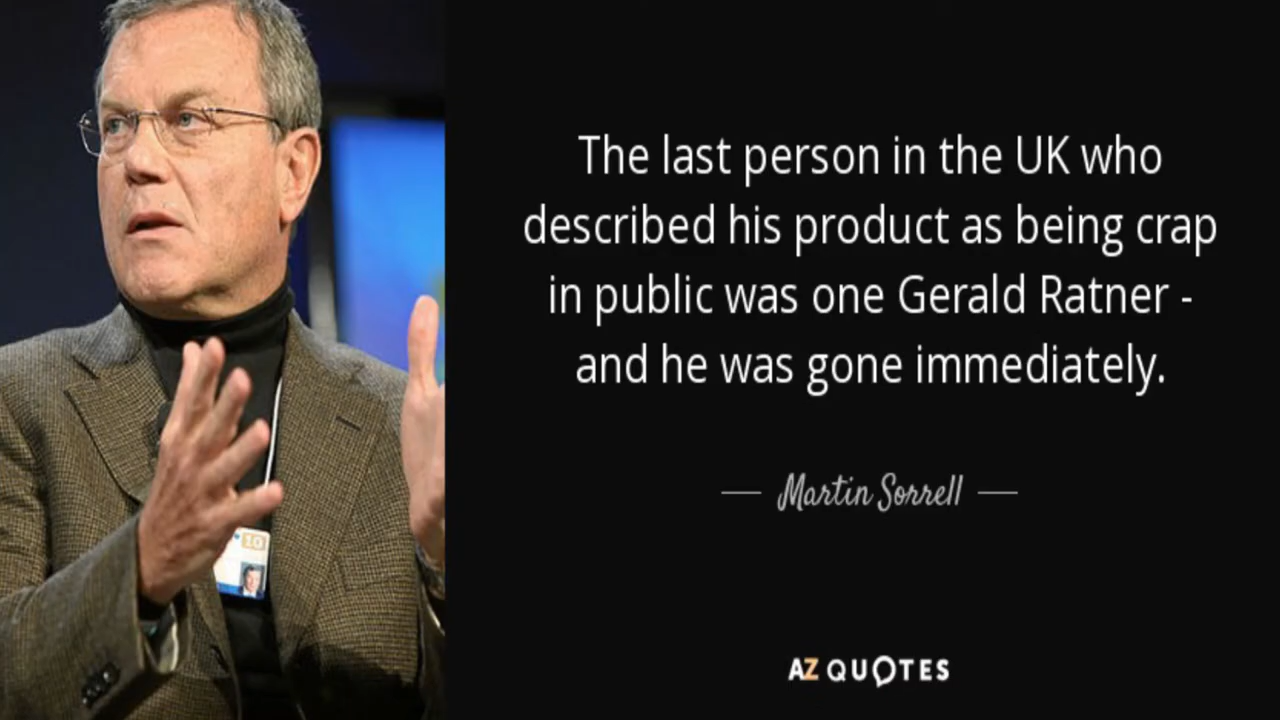 The last person in the UK who
described his product as being crap
in public was one Gerald Ratner -
and he was gone immediately.
Martin Sorrell
AZ QUOTES
10